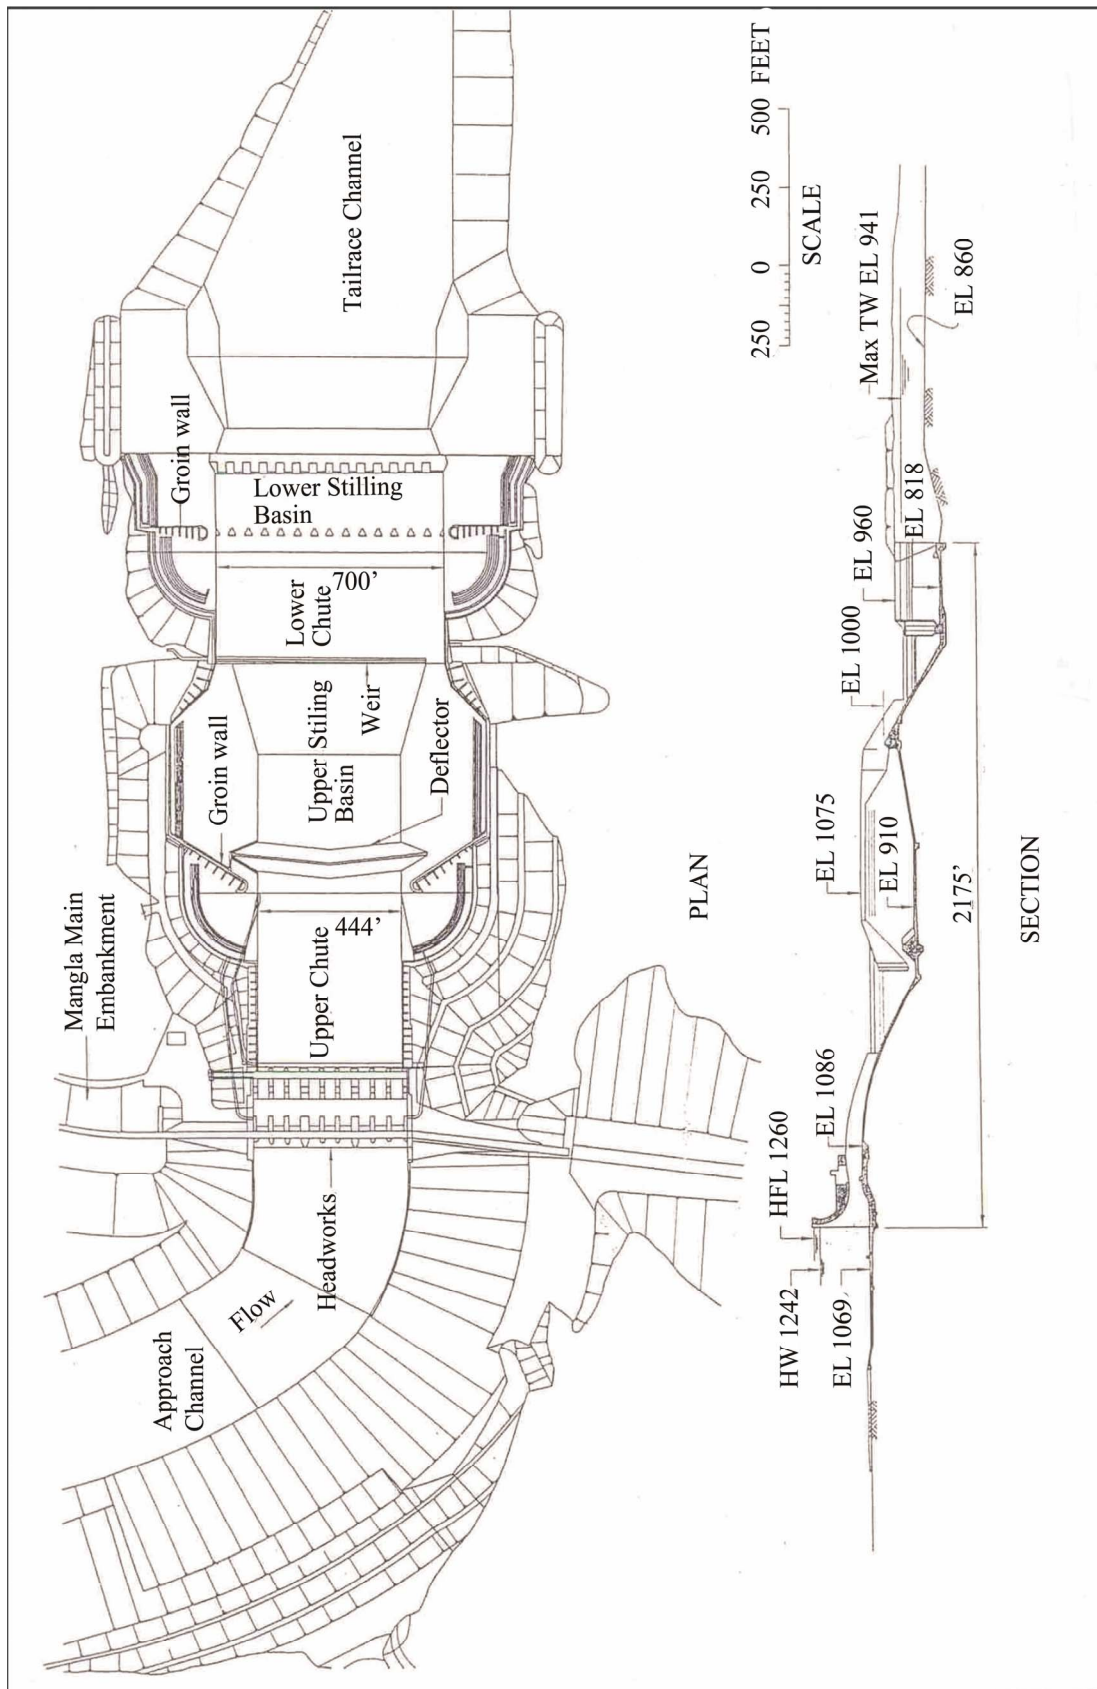 Mangla Main
Embankment
Approach
Channel
Flow
Headworks
Upper Chute
444'
Groin wall
Deflector
Upper Stiling
Basin
Weir
Lower
Chute
700'
Groin wall
Lower Stilling
Basin
Tailrace Channel
PLAN
250
0
250
500 FEET
SCALE
HW 1242
HFL 1260
EL 1069
EL 1086
EL 1075
EL 910
EL 1000
EL 960
EL 818
Max TW EL 941
EL 860
2175'
SECTION